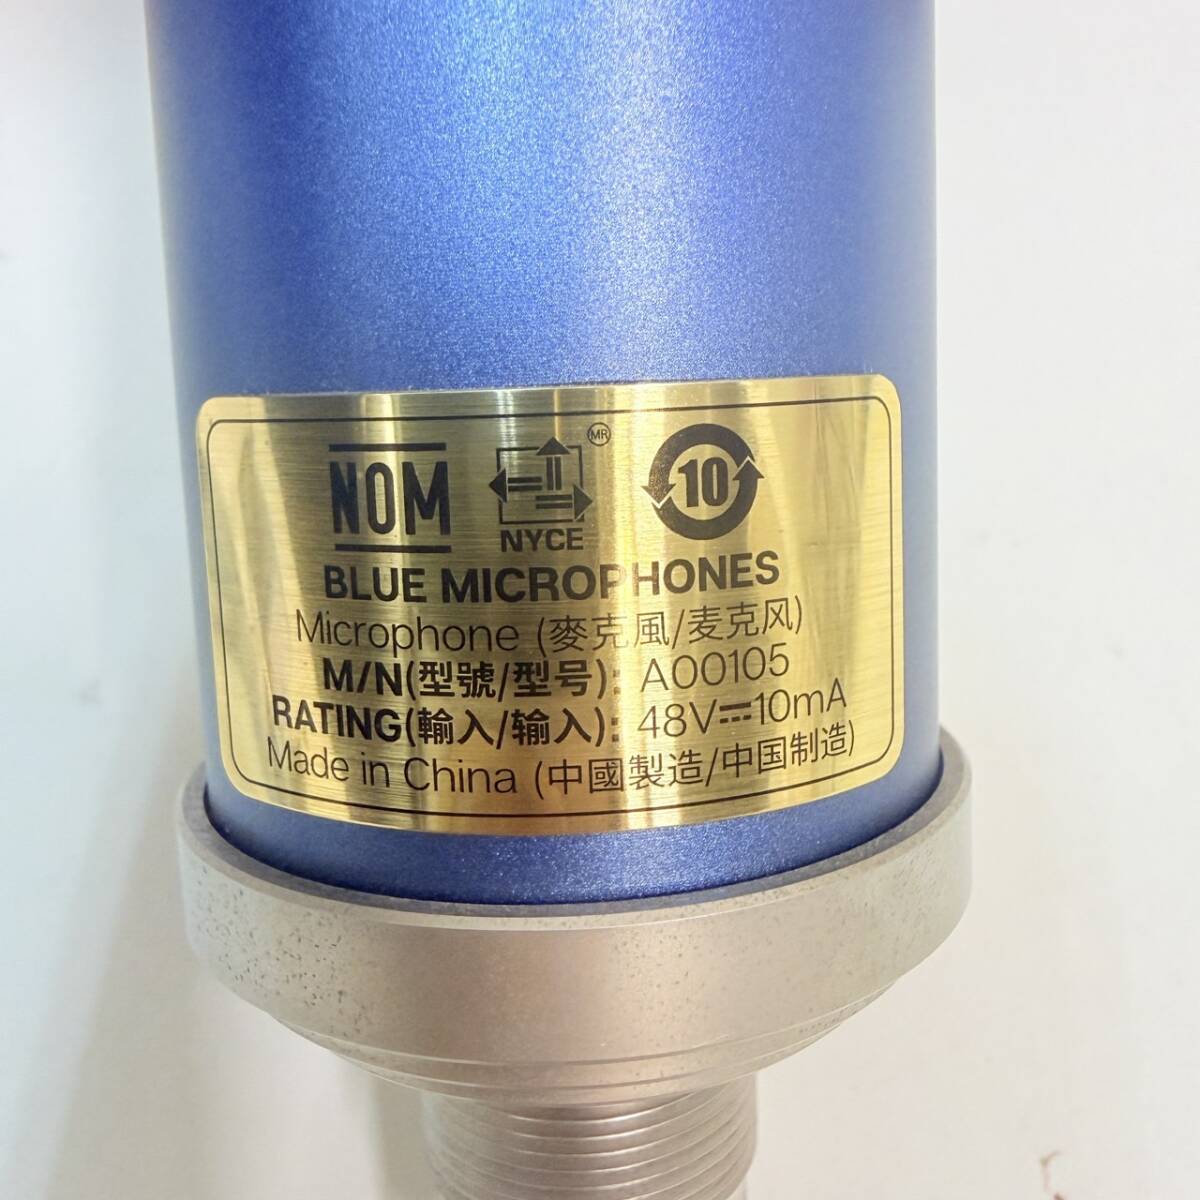 NOM NYCE MR 10
BLUE MICROPHONES
Microphone (麥克風/麦克风)
M/N(型號/型号): A00105
RATING(輸入/输入): 48V⎓10mA
Made in China (中國製造/中国制造)